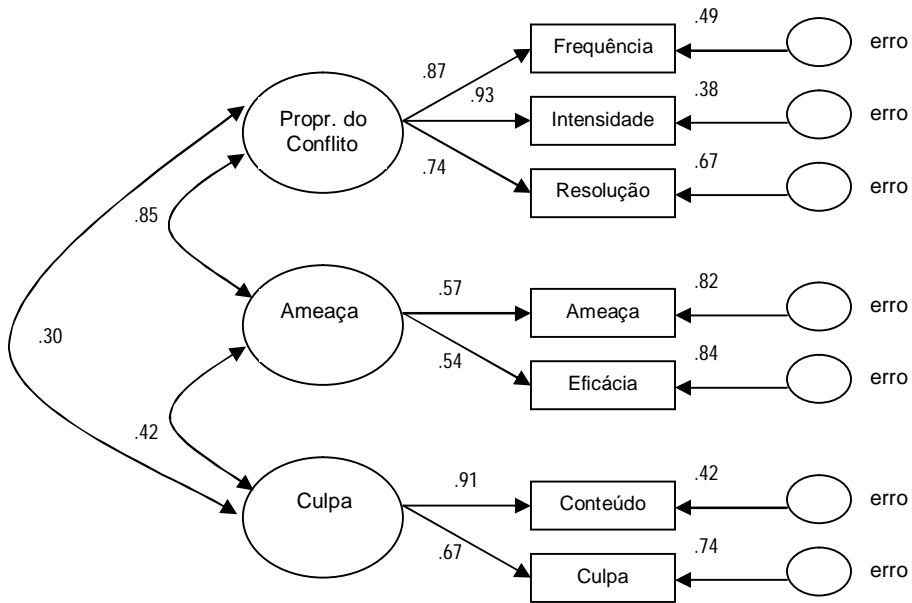 .49
Frequência
erro
.87
.93
.38
Propr. do
Conflito
Intensidade
erro
.74
.67
Resolução
erro
.85
.82
.57
Ameaça
Ameaça
erro
.30
.54
.84
Eficácia
erro
.42
.91
.42
Culpa
Conteúdo
erro
.67
.74
Culpa
erro